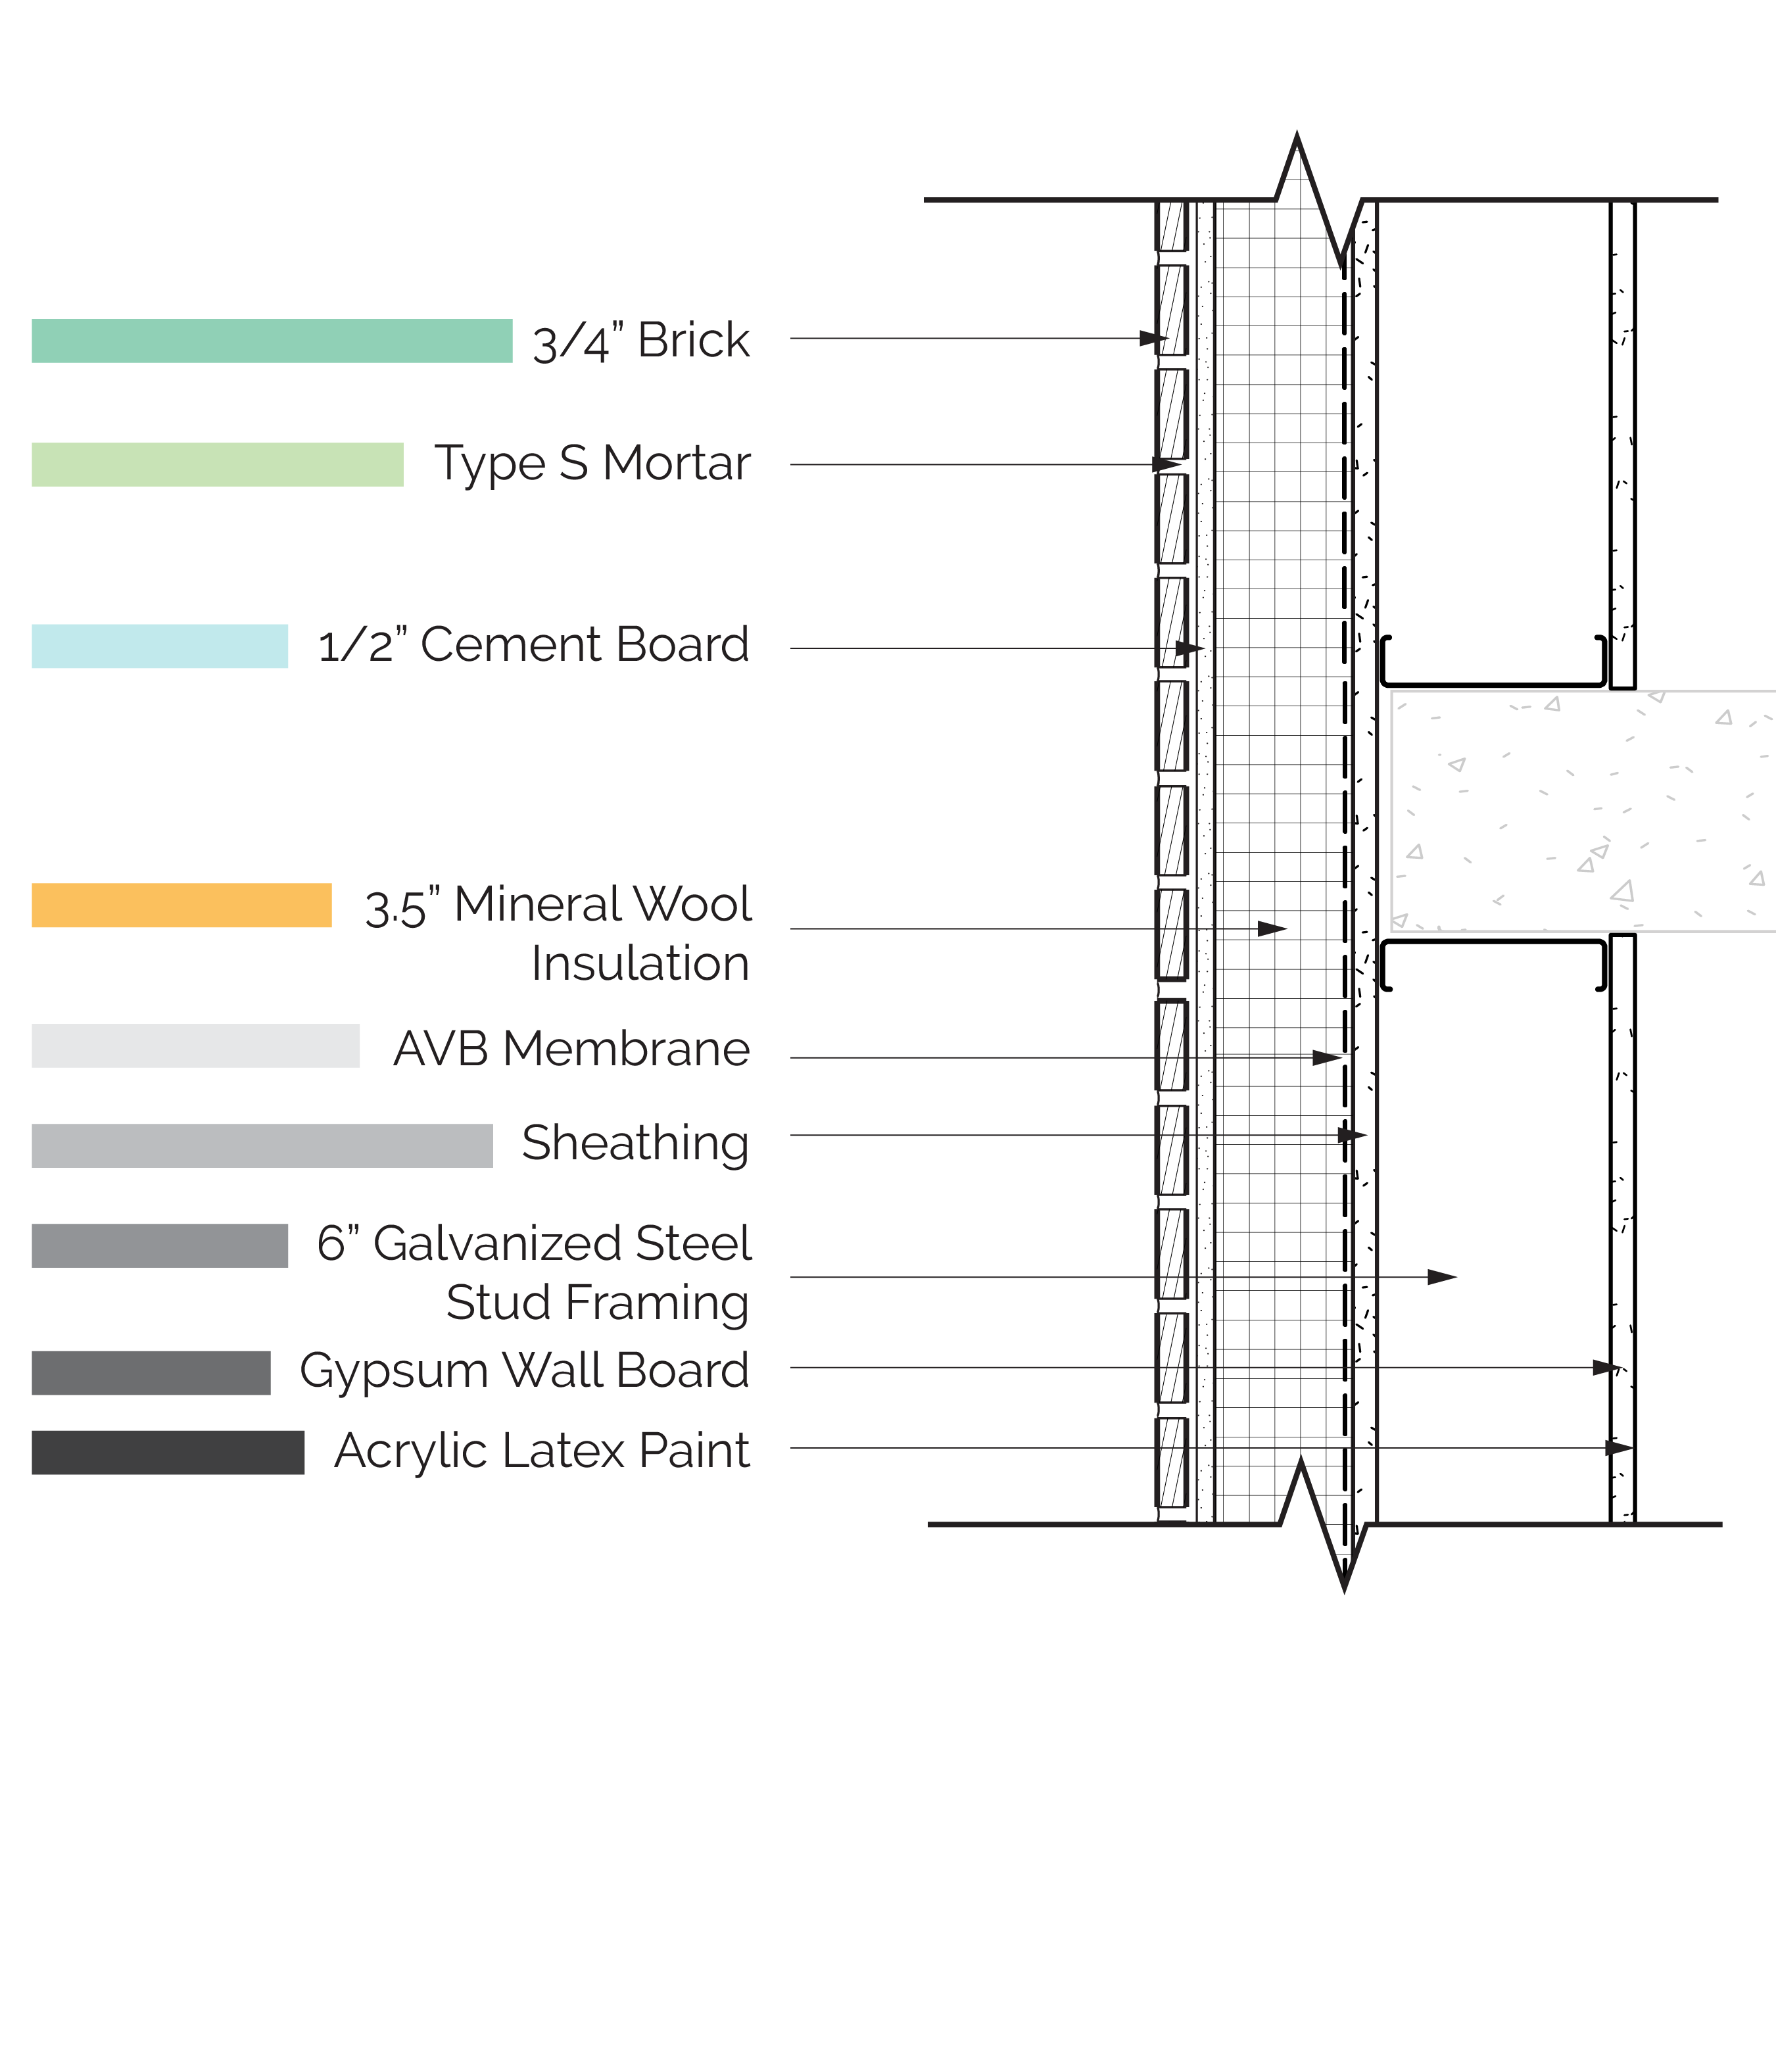 3/4” Brick
Type S Mortar
1/2” Cement Board
3.5” Mineral Wool
Insulation
AVB Membrane
Sheathing
6” Galvanized Steel
Stud Framing
Gypsum Wall Board
Acrylic Latex Paint